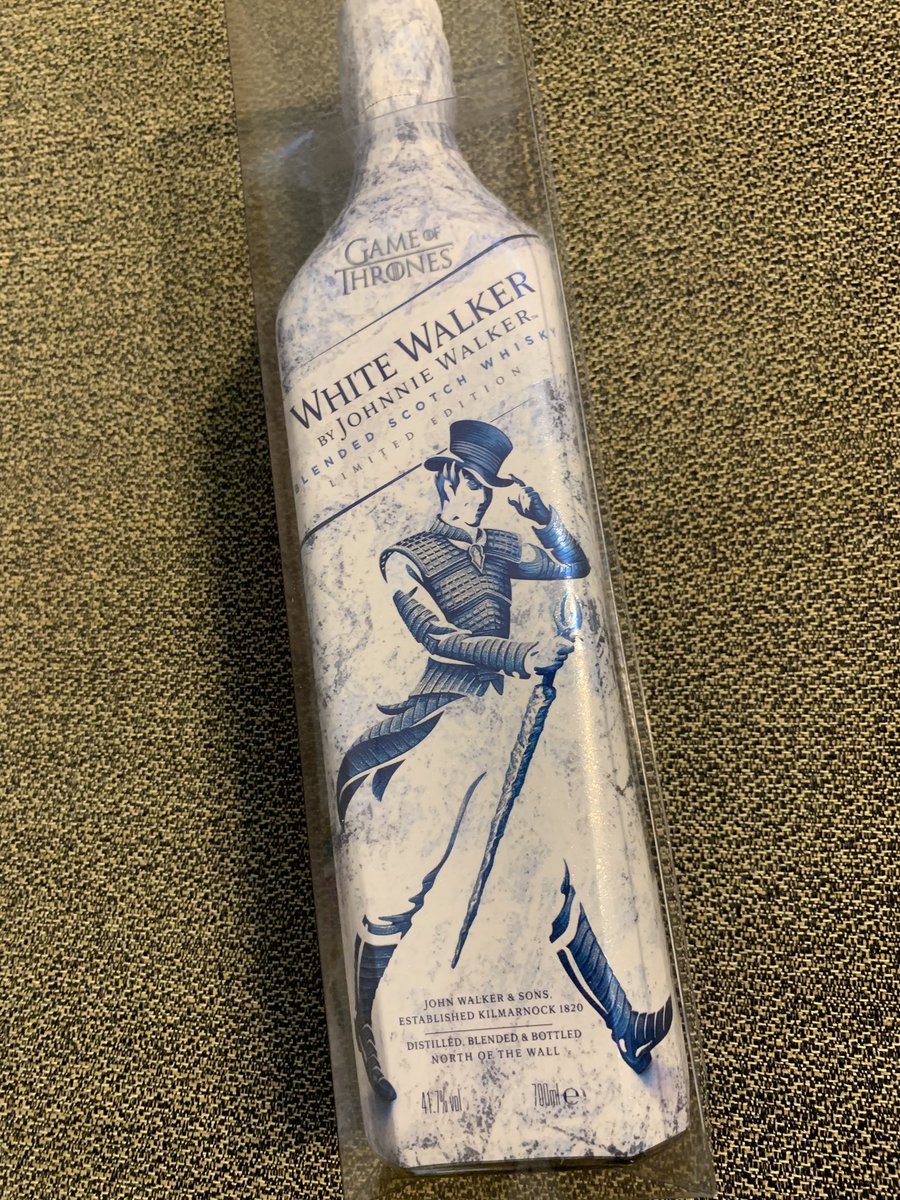 GAME OF
THRONES
WHITE WALKER
BY JOHNNIE WALKER™
BLENDED SCOTCH WHISKY
LIMITED EDITION
JOHN WALKER & SONS,
ESTABLISHED KILMARNOCK 1820
DISTILLED, BLENDED & BOTTLED
NORTH OF THE WALL
41.7% vol 700ml ℮